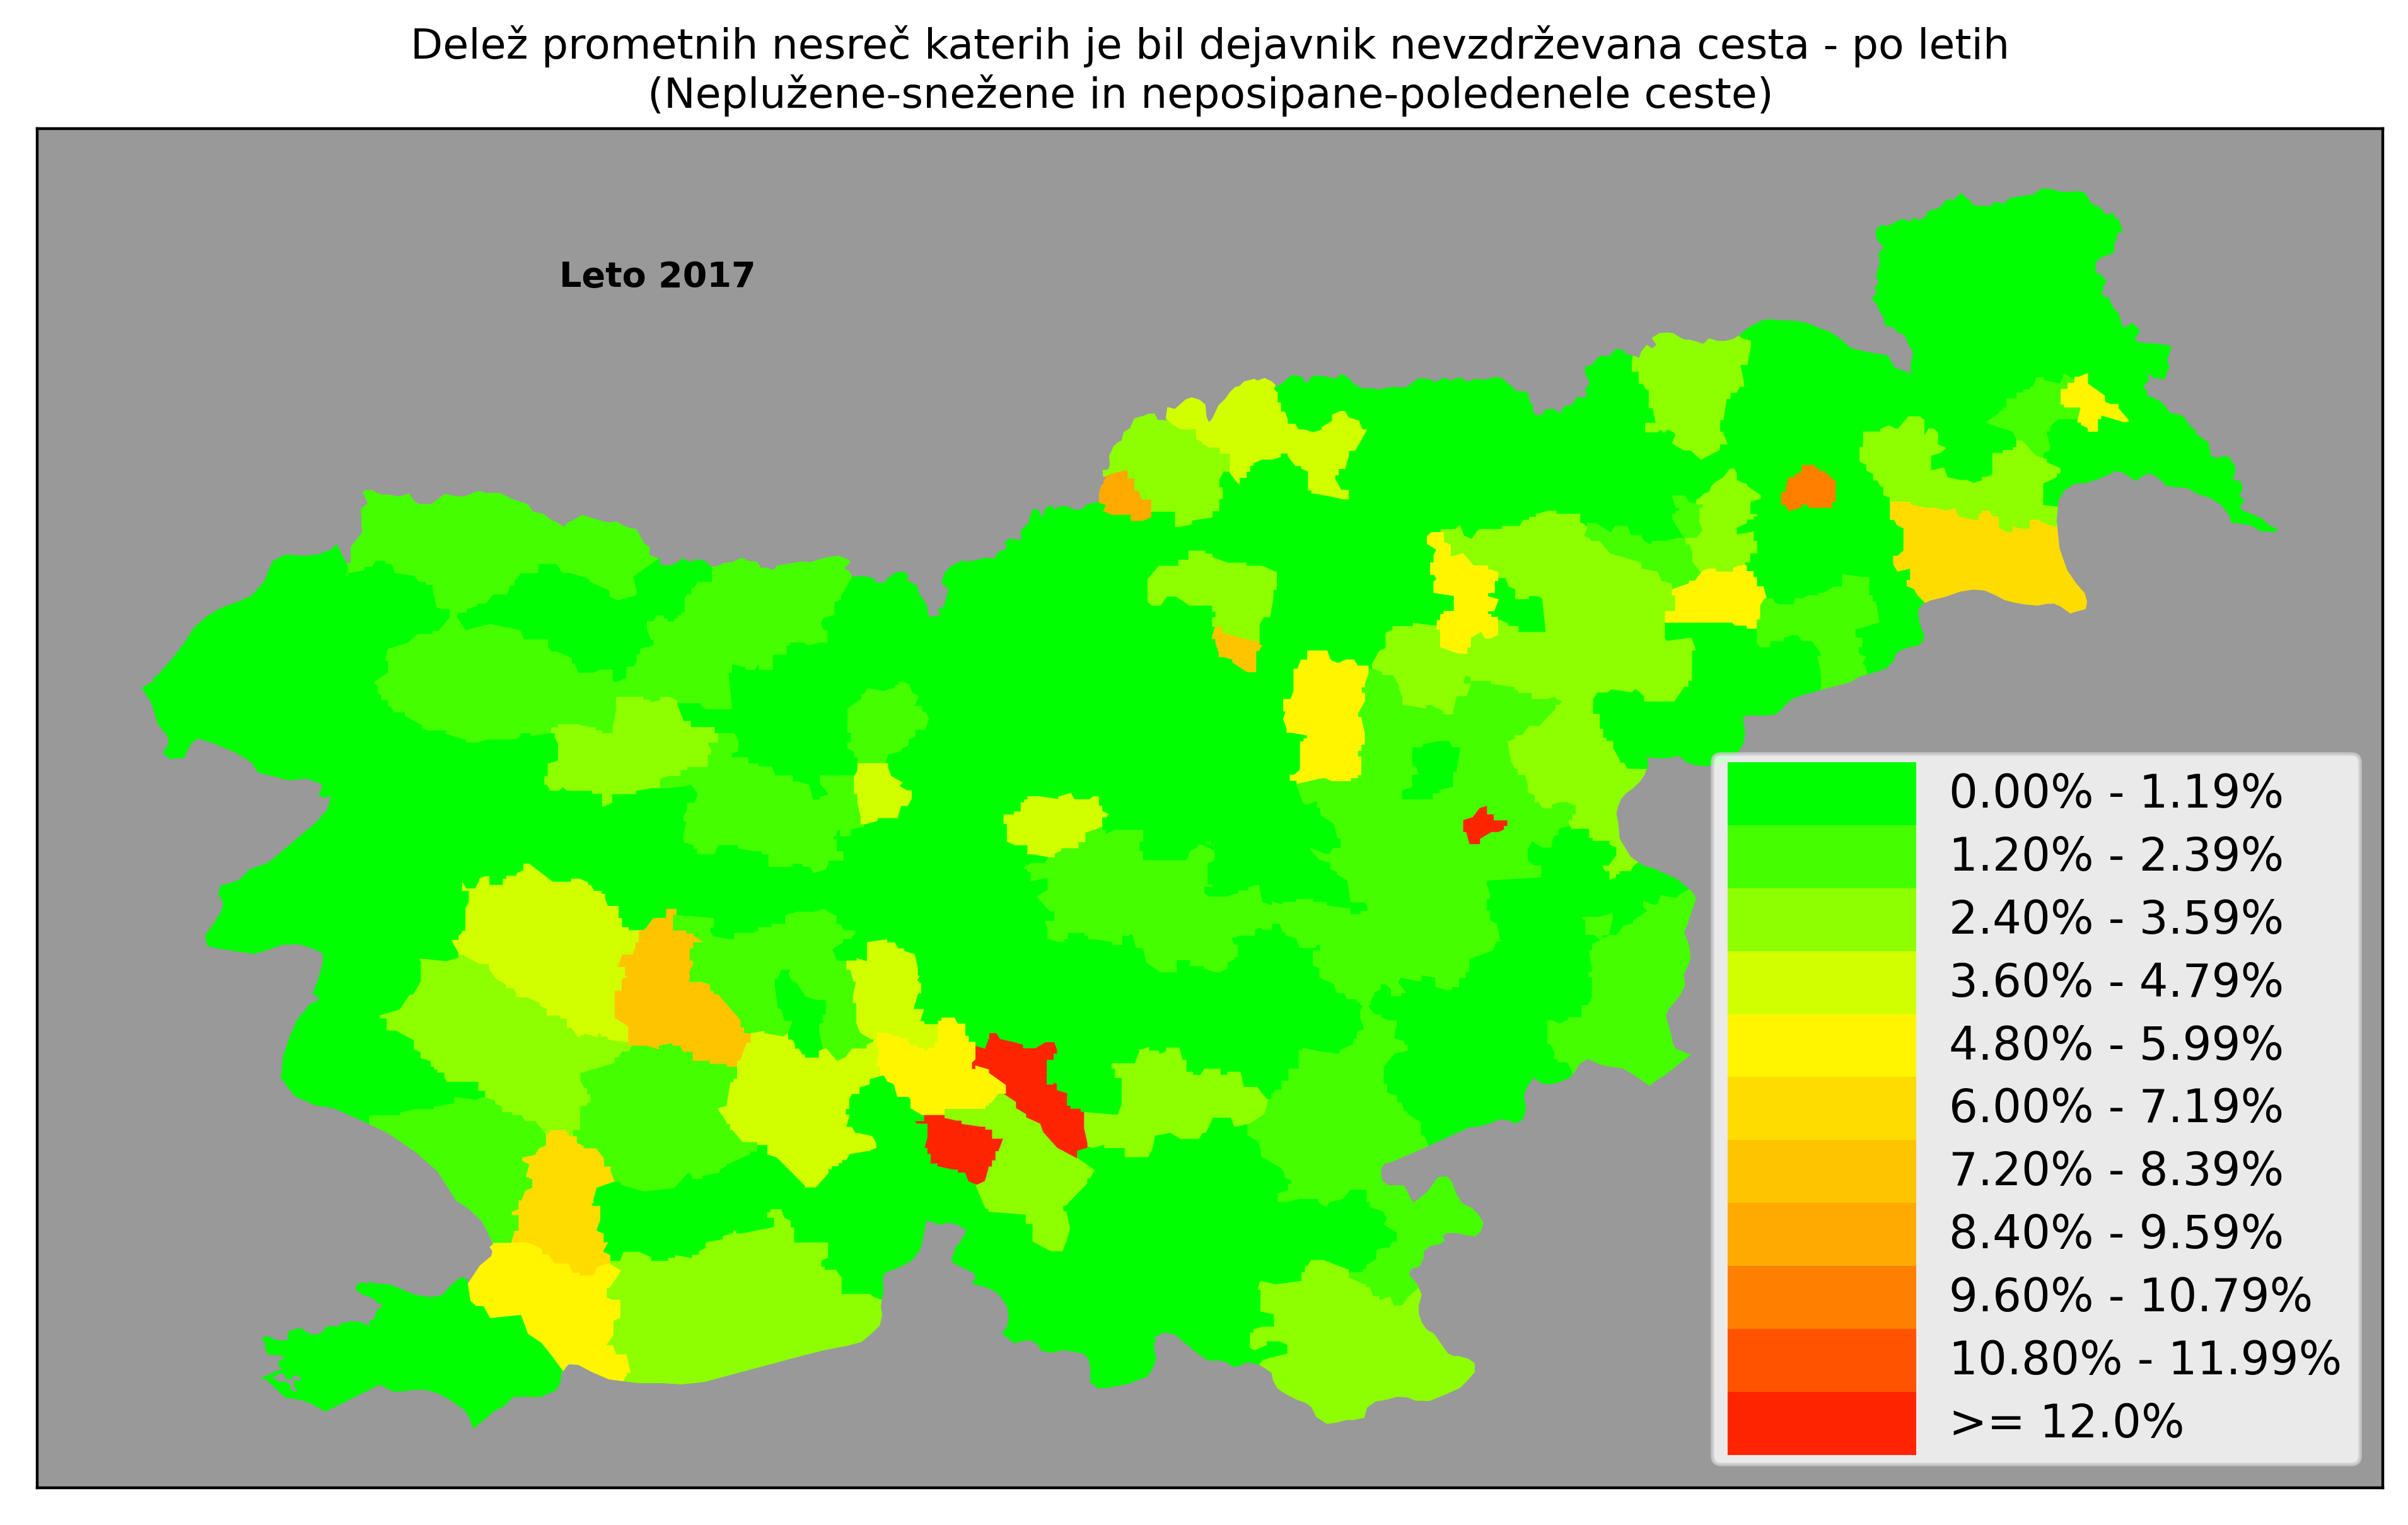 Delež prometnih nesreč katerih je bil dejavnik nevzdrževana cesta - po letih
(Neplužene-snežene in neposipane-poledenele ceste)
Leto 2017
0.00% - 1.19%
1.20% - 2.39%
2.40% - 3.59%
3.60% - 4.79%
4.80% - 5.99%
6.00% - 7.19%
7.20% - 8.39%
8.40% - 9.59%
9.60% - 10.79%
10.80% - 11.99%
>= 12.0%